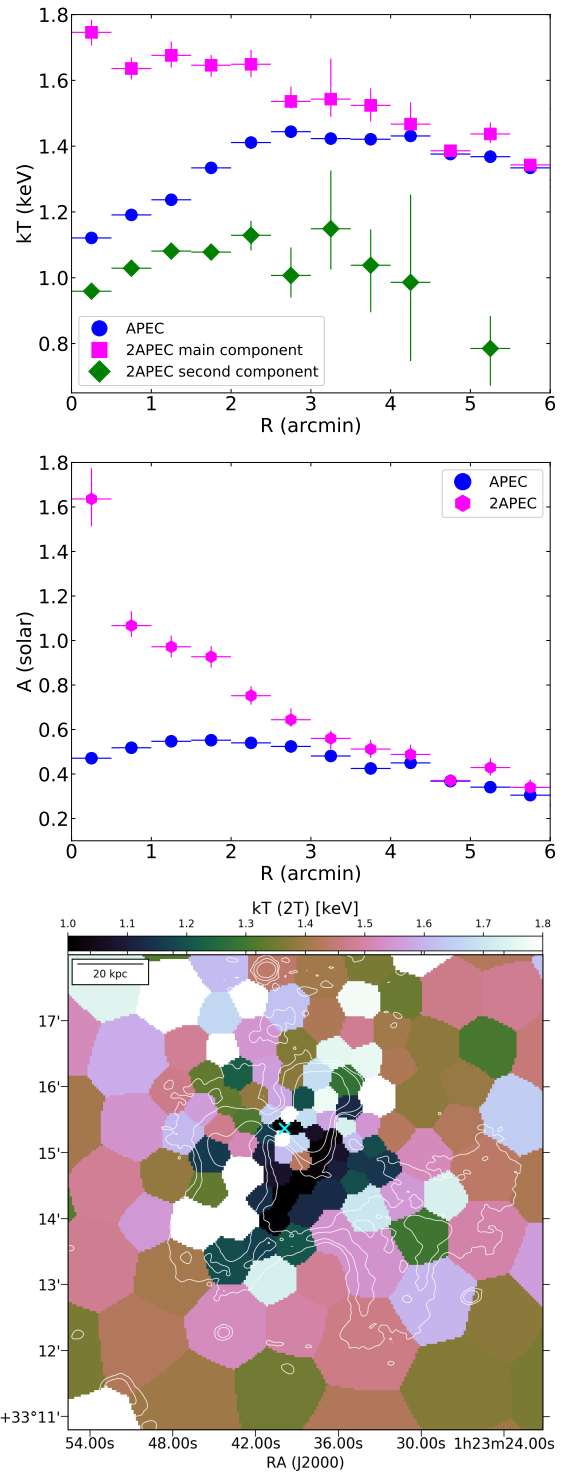 1.8
1.6
1.4
1.2
1.0
0.8
kT (keV)
APEC
2APEC main component
2APEC second component
0 1 2 3 4 5 6
R (arcmin)
1.8
1.6
1.4
1.2
1.0
0.8
0.6
0.4
0.2
A (solar)
APEC
2APEC
0 1 2 3 4 5 6
R (arcmin)
kT (2T) [keV]
1.0 1.1 1.2 1.3 1.4 1.5 1.6 1.7 1.8
20 kpc
17'
16'
15'
14'
13'
12'
+33°11'
54.00s 48.00s 42.00s 36.00s 30.00s 1h23m24.00s
RA (J2000)